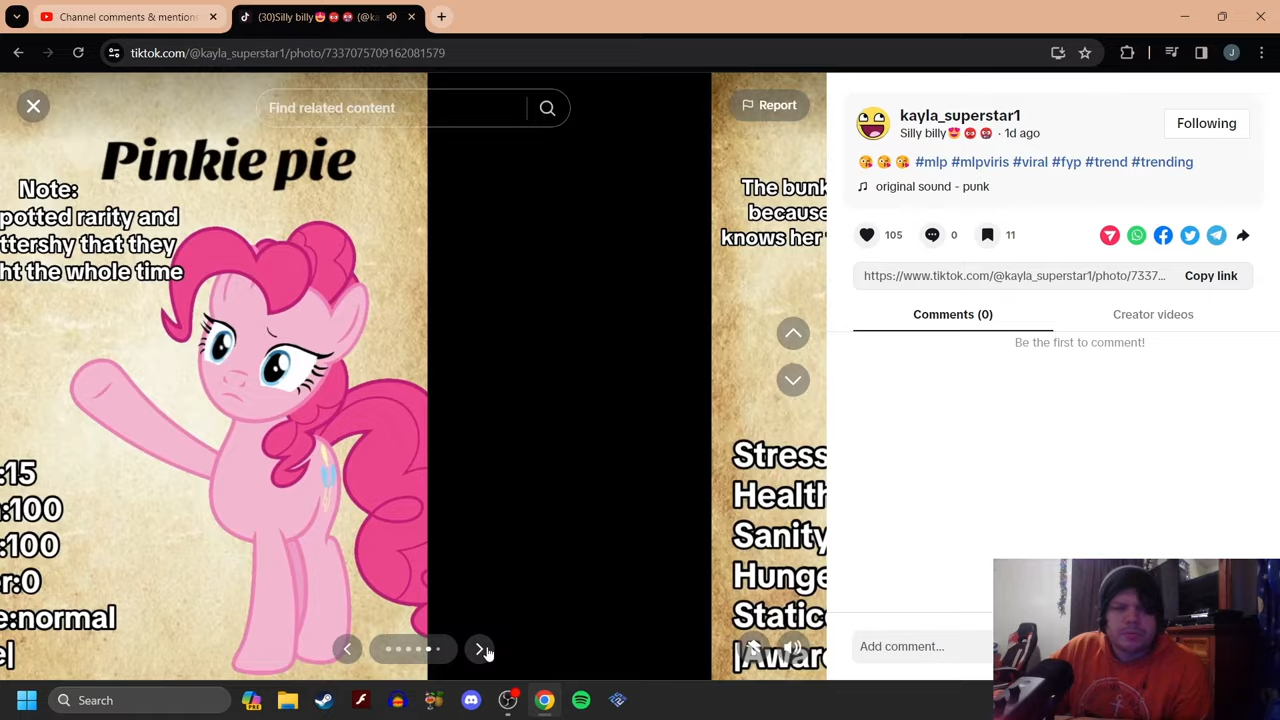 Channel comments & mention
(30)Silly billy😍👹👹 (@ka
tiktok.com/@kayla_superstar1/photo/7337075709162081579
Find related content
Report
Pinkie pie
Note:
potted rarity and
ttershy that they
ht the whole time
:15
:100
:100
r:0
e:normal
The bunk
because
knows her
Stress
Health
Sanity
Hunge
Static
Aware
kayla_superstar1
Silly billy😍👹👹 · 1d ago
Following
😘😘😘 #mlp #mlpviris #viral #fyp #trend #trending
original sound - punk
105
0
11
https://www.tiktok.com/@kayla_superstar1/photo/7337...
Copy link
Comments (0)
Creator videos
Be the first to comment!
Add comment...
Search
PRE
J